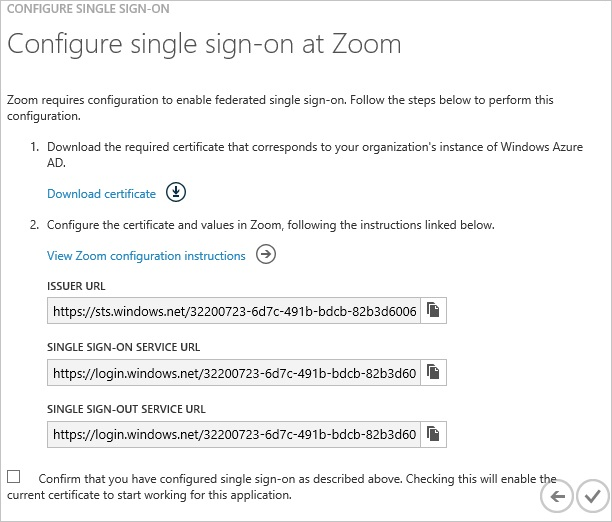 CONFIGURE SINGLE SIGN-ON
Configure single sign-on at Zoom
Zoom requires configuration to enable federated single sign-on. Follow the steps below to perform this
configuration.
1. Download the required certificate that corresponds to your organization's instance of Windows Azure
AD.
Download certificate
2. Configure the certificate and values in Zoom, following the instructions linked below.
View Zoom configuration instructions
ISSUER URL
https://sts.windows.net/32200723-6d7c-491b-bdcb-82b3d6006
SINGLE SIGN-ON SERVICE URL
https://login.windows.net/32200723-6d7c-491b-bdcb-82b3d60
SINGLE SIGN-OUT SERVICE URL
https://login.windows.net/32200723-6d7c-491b-bdcb-82b3d60
Confirm that you have configured single sign-on as described above. Checking this will enable the
current certificate to start working for this application.